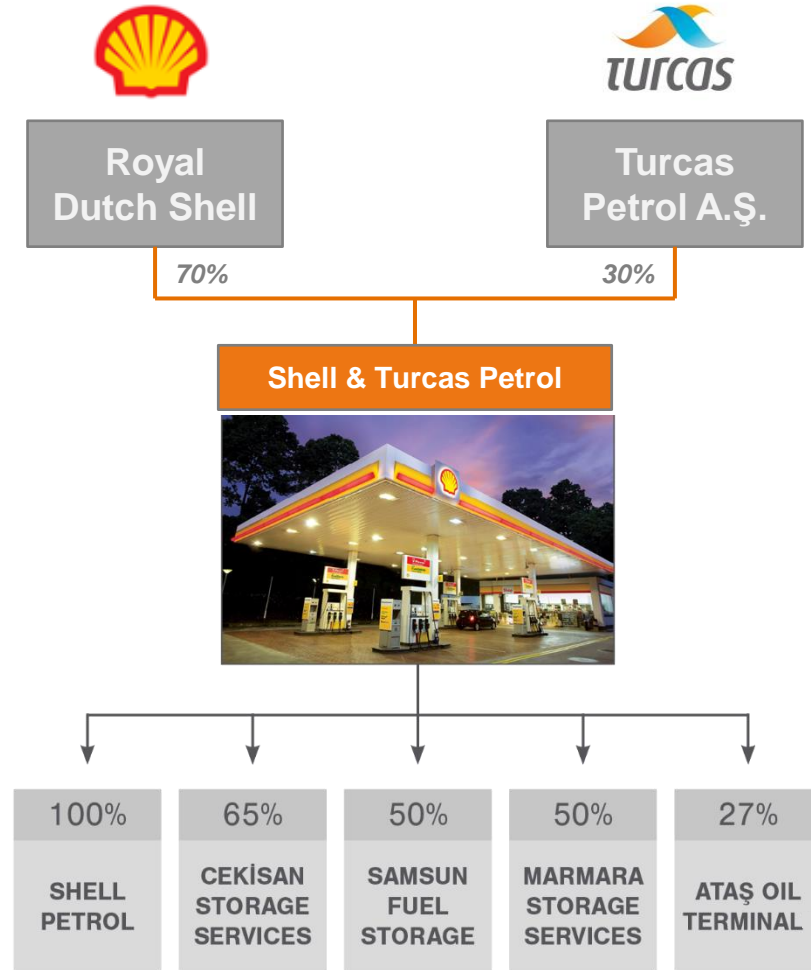 TURCAS
Royal
Dutch Shell
Turcas
Petrol A.Ş.
70%
30%
Shell & Turcas Petrol
100%
65%
50%
50%
27%
SHELL
PETROL
CEKİSAN
STORAGE
SERVICES
SAMSUN
FUEL
STORAGE
MARMARA
STORAGE
SERVICES
ATAŞ OIL
TERMINAL